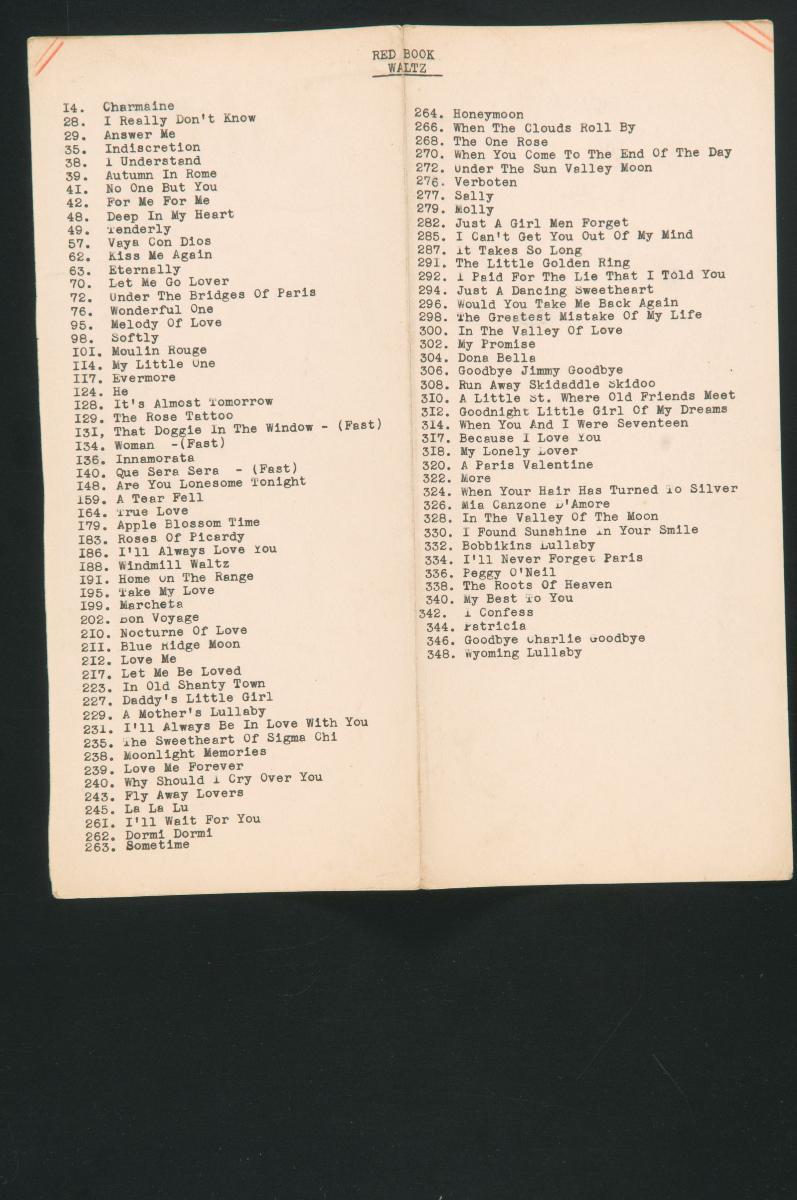 RED BOOK
WALTZ
14. Charmaine
28. I Really Don't Know
29. Answer Me
35. Indiscretion
38. I Understand
39. Autumn In Rome
41. No One But You
42. For Me For Me
48. Deep In My Heart
49. Tenderly
57. Vaya Con Dios
62. Kiss Me Again
63. Eternally
70. Let Me Go Lover
72. Under The Bridges Of Paris
76. Wonderful One
95. Melody Of Love
98. Softly
101. Moulin Rouge
114. My Little One
117. Evermore
124. He
128. It's Almost Tomorrow
129. The Rose Tattoo
131, That Doggie In The Window - (Fast)
134. Woman -(Fast)
136. Innamorata
140. Que Sera Sera - (Fast)
148. Are You Lonesome Tonight
159. A Tear Fell
164. True Love
179. Apple Blossom Time
183. Roses Of Picardy
186. I'll Always Love You
188. Windmill Waltz
191. Home On The Range
195. Take My Love
199. Marcheta
202. Bon Voyage
210. Nocturne Of Love
211. Blue Ridge Moon
212. Love Me
217. Let Me Be Loved
223. In Old Shanty Town
227. Daddy's Little Girl
229. A Mother's Lullaby
231. I'll Always Be In Love With You
235. The Sweetheart Of Sigma Chi
238. Moonlight Memories
239. Love Me Forever
240. Why Should I Cry Over You
243. Fly Away Lovers
245. La La Lu
261. I'll Wait For You
262. Dormi Dormi
263. Sometime
264. Honeymoon
266. When The Clouds Roll By
268. The One Rose
270. When You Come To The End Of The Day
272. Under The Sun Valley Moon
276. Verboten
277. Sally
279. Molly
282. Just A Girl Men Forget
285. I Can't Get You Out Of My Mind
287. It Takes So Long
291. The Little Golden Ring
292. I Paid For The Lie That I Told You
294. Just A Dancing Sweetheart
296. Would You Take Me Back Again
298. The Greatest Mistake Of My Life
300. In The Valley Of Love
302. My Promise
304. Dona Bella
306. Goodbye Jimmy Goodbye
308. Run Away Skidaddle Skidoo
310. A Little St. Where Old Friends Meet
312. Goodnight Little Girl Of My Dreams
314. When You And I Were Seventeen
317. Because I Love You
318. My Lonely Lover
320. A Paris Valentine
322. More
324. When Your Hair Has Turned To Silver
326. Mia Canzone D'Amore
328. In The Valley Of The Moon
330. I Found Sunshine In Your Smile
332. Bobbikins Lullaby
334. I'll Never Forget Paris
336. Peggy O'Neil
338. The Roots Of Heaven
340. My Best To You
342. I Confess
344. Patricia
346. Goodbye Charlie Goodbye
348. Wyoming Lullaby